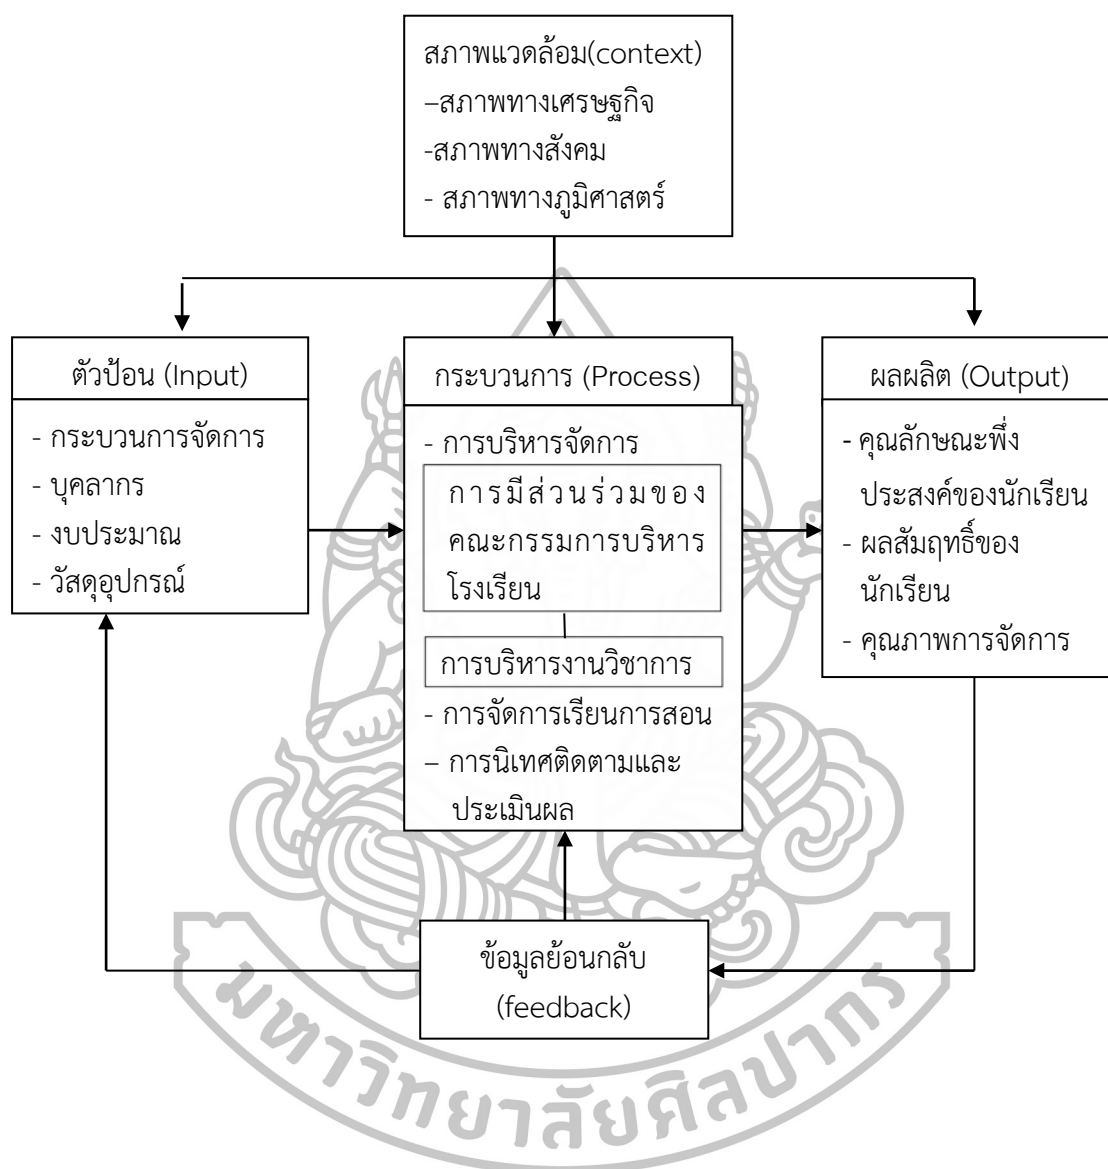 สภาพแวดล้อม(context)
–สภาพทางเศรษฐกิจ
-สภาพทางสังคม
- สภาพทางภูมิศาสตร์
ตัวป้อน (Input)
- กระบวนการจัดการ
- บุคลากร
- งบประมาณ
- วัสดุอุปกรณ์
กระบวนการ (Process)
- การบริหารจัดการ
การมีส่วนร่วมของ
คณะกรรมการบริหาร
โรงเรียน
การบริหารงานวิชาการ
- การจัดการเรียนการสอน
– การนิเทศติดตามและ
ประเมินผล
ผลผลิต (Output)
- คุณลักษณะพึ่ง
ประสงค์ของนักเรียน
- ผลสัมฤทธิ์ของ
นักเรียน
- คุณภาพการจัดการ
ข้อมูลย้อนกลับ
(feedback)
มหาวิทยาลัยศิลปากร